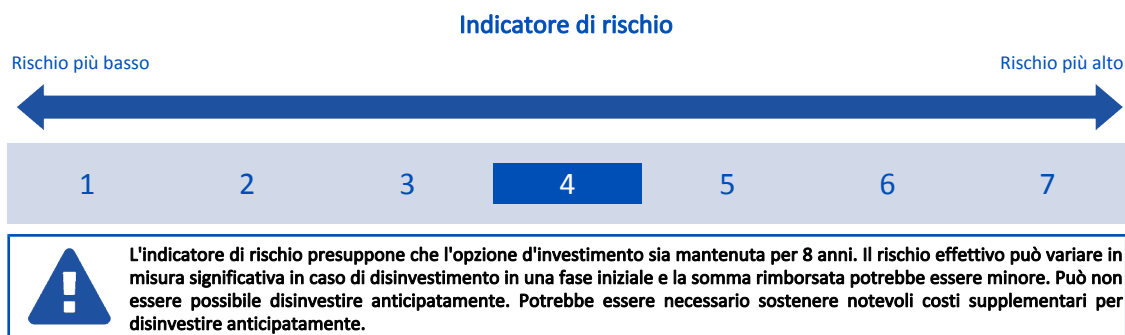 Indicatore di rischio
Rischio più basso
Rischio più alto
1 2 3 4 5 6 7
L'indicatore di rischio presuppone che l'opzione d'investimento sia mantenuta per 8 anni. Il rischio effettivo può variare in
misura significativa in caso di disinvestimento in una fase iniziale e la somma rimborsata potrebbe essere minore. Può non
essere possibile disinvestire anticipatamente. Potrebbe essere necessario sostenere notevoli costi supplementari per
disinvestire anticipatamente.